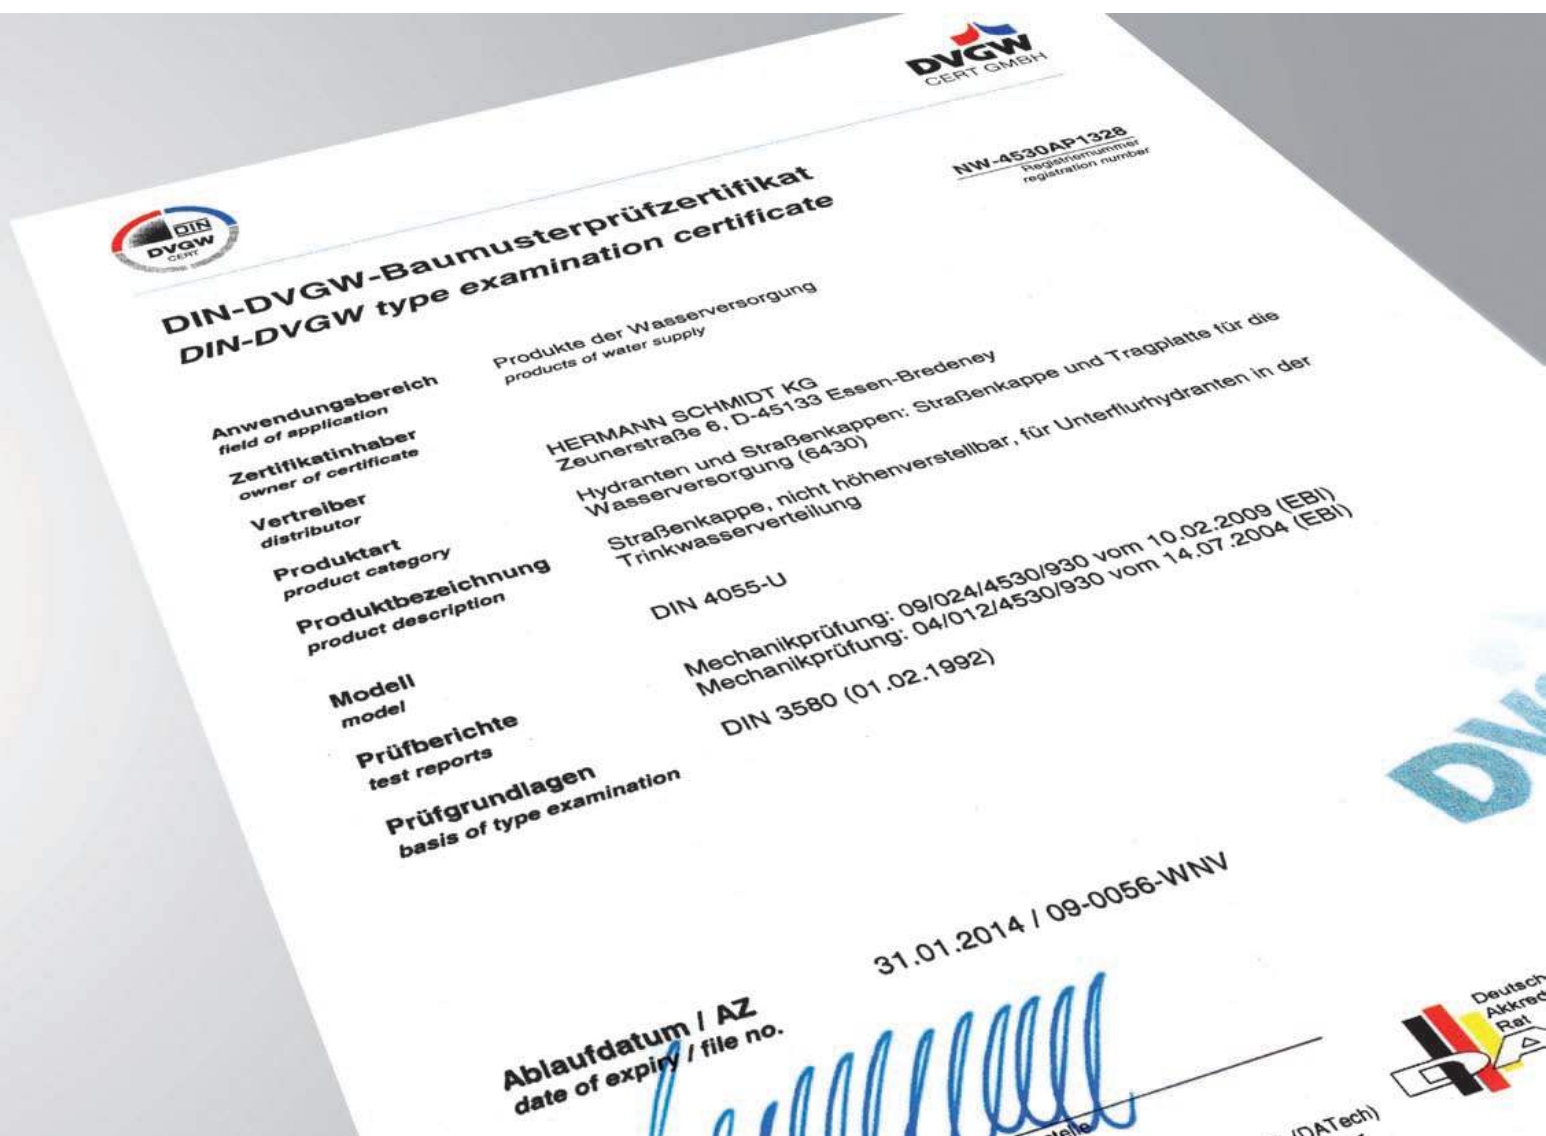 DVGW
CERT GMBH
NW-4530AP1328
Registriernummer
registration number
DIN
DVGW
CERT
DIN-DVGW-Baumusterprüfzertifikat
DIN-DVGW type examination certificate
Anwendungsbereich
field of application
Produkte der Wasserversorgung
products of water supply
Zertifikatinhaber
owner of certificate
HERMANN SCHMIDT KG
Zeunerstraße 6, D-45133 Essen-Bredeney
Vertreiber
distributor
Produktart
product category
Hydranten und Straßenkappen: Straßenkappe und Tragplatte für die
Wasserversorgung (6430)
Produktbezeichnung
product description
Straßenkappe, nicht höhenverstellbar, für Unterflurhydranten in der
Trinkwasserverteilung
Modell
model
DIN 4055-U
Prüfberichte
test reports
Mechanikprüfung: 09/024/4530/930 vom 10.02.2009 (EBI)
Mechanikprüfung: 04/012/4530/930 vom 14.07.2004 (EBI)
Prüfgrundlagen
basis of type examination
DIN 3580 (01.02.1992)
Ablaufdatum / AZ
date of expiry / file no.
31.01.2014 / 09-0056-WNV
Deutsch
Akkred
Rat
(DATech)